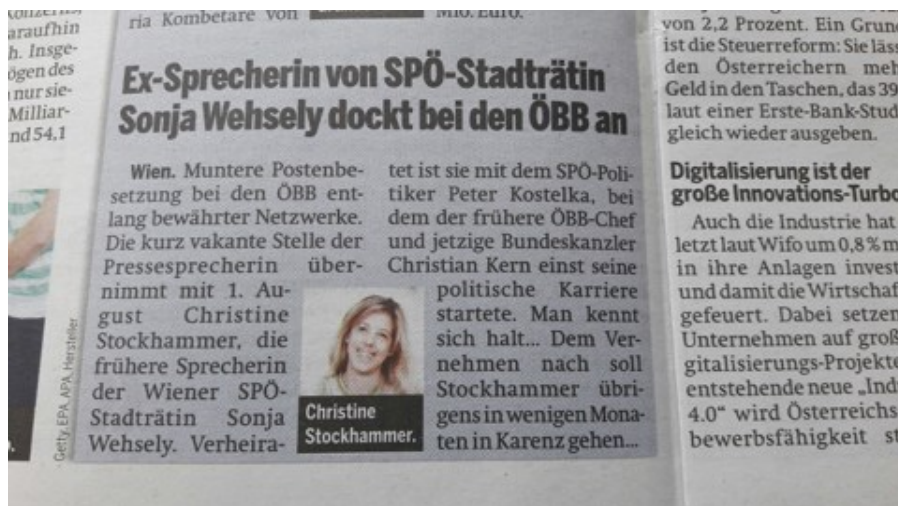 Konzerns,
araufhin
h. Insge-
ögen des
nur sie-
Milliar-
nd 54,1
ria Kombetare von
Mio. Euro.
Ex-Sprecherin von SPÖ-Stadträtin
Sonja Wehsely dockt bei den ÖBB an
Wien. Muntere Postenbe-
setzung bei den ÖBB ent-
lang bewährter Netzwerke.
Die kurz vakante Stelle der
Pressesprecherin über-
nimmt mit 1. Au-
gust Christine
Stockhammer, die
frühere Sprecherin
der Wiener SPÖ-
Stadträtin Sonja
Wehsely. Verheira-
tet ist sie mit dem SPÖ-Poli-
tiker Peter Kostelka, bei
dem der frühere ÖBB-Chef
und jetzige Bundeskanzler
Christian Kern einst seine
politische Karriere
startete. Man kennt
sich halt... Dem Ver-
nehmen nach soll
Stockhammer übri-
gens in wenigen Mona-
ten in Karenz gehen...
Christine
Stockhammer.
Getty, EPA, APA, Hersteller
von 2,2 Prozent. Ein Grund
ist die Steuerreform: Sie läss
den Österreichern meh
Geld in den Taschen, das 39
laut einer Erste-Bank-Stud
gleich wieder ausgeben.
Digitalisierung ist der
große Innovations-Turbo
Auch die Industrie hat
letzt laut Wifo um 0,8 % m
in ihre Anlagen invest
und damit die Wirtschaf
gefeuert. Dabei setzen
Unternehmen auf groß
gitalisierungs-Projekte
entstehende neue „Ind
4.0“ wird Österreichs
bewerbsfähigkeit st